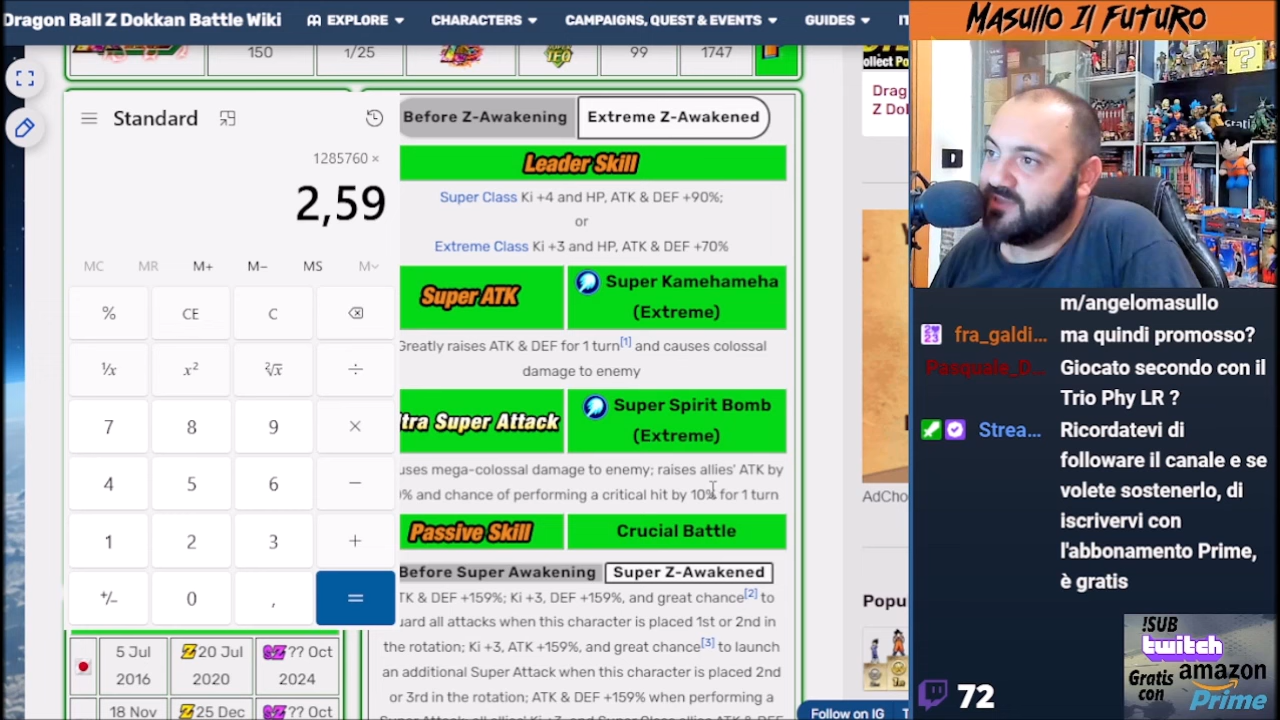 Dragon Ball Z Dokkan Battle Wiki
EXPLORE
CHARACTERS
CAMPAIGNS, QUEST & EVENTS
GUIDES
150
1/25
99
1747
Masullo Il Futuro
Standard
1285760 ×
2,59
MC MR M+ M− MS M
% CE C
¹/x x² ²√x ÷
7 8 9 ×
4 5 6 −
1 2 3 +
+/− 0 , =
Before Z-Awakening
Extreme Z-Awakened
Leader Skill
Super Class Ki +4 and HP, ATK & DEF +90%;
or
Extreme Class Ki +3 and HP, ATK & DEF +70%
Super ATK
Super Kamehameha
(Extreme)
Greatly raises ATK & DEF for 1 turn[1] and causes colossal
damage to enemy
tra Super Attack
Super Spirit Bomb
(Extreme)
uses mega-colossal damage to enemy; raises allies' ATK by
% and chance of performing a critical hit by 10% for 1 turn
Passive Skill
Crucial Battle
Before Super Awakening
Super Z-Awakened
TK & DEF +159%; Ki +3, DEF +159%, and great chance[2] to
uard all attacks when this character is placed 1st or 2nd in
the rotation; Ki +3, ATK +159%, and great chance[3] to launch
an additional Super Attack when this character is placed 2nd
or 3rd in the rotation; ATK & DEF +159% when performing a
5 Jul
2016
20 Jul
2020
?? Oct
2024
18 Nov
25 Dec
?? Oct
Drag
Z Dol
AdCho
Popu
Follow on IG
m/angelomasullo
fra_galdi... ma quindi promosso?
Pasquale_D... Giocato secondo con il
Trio Phy LR ?
Strea... Ricordatevi di
followare il canale e se
volete sostenerlo, di
iscrivervi con
l'abbonamento Prime,
è gratis
72
!SUB
twitch
Gratis
con
amazon
Prime